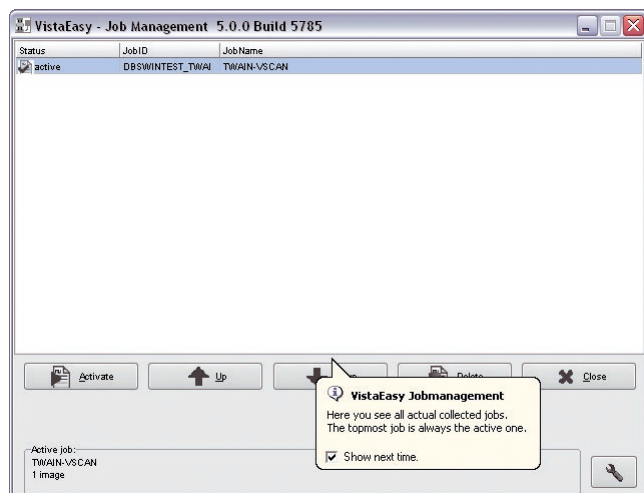 VistaEasy - Job Management 5.0.0 Build 5785
Status JobID JobName
active DBSWINTEST_TWAI TWAIN-VSCAN
Activate Up Delete Close
VistaEasy Jobmanagement
Here you see all actual collected jobs.
The topmost job is always the active one.
Show next time.
Active job:
TWAIN-VSCAN
1 image